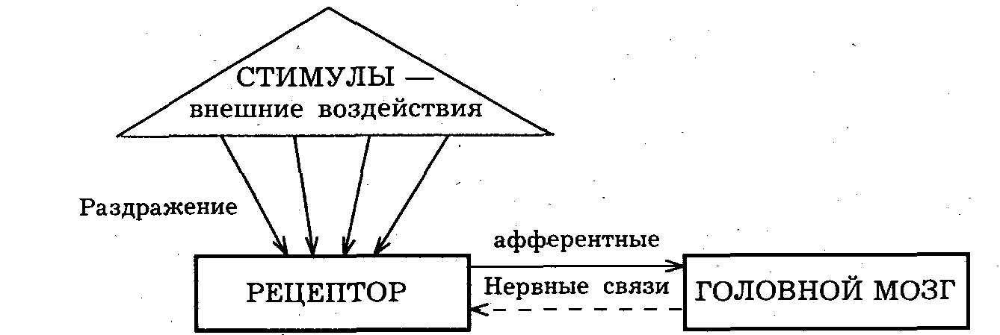 СТИМУЛЫ —
внешние воздействия
Раздражение
афферентные
РЕЦЕПТОР
Нервные связи
ГОЛОВНОЙ МОЗГ